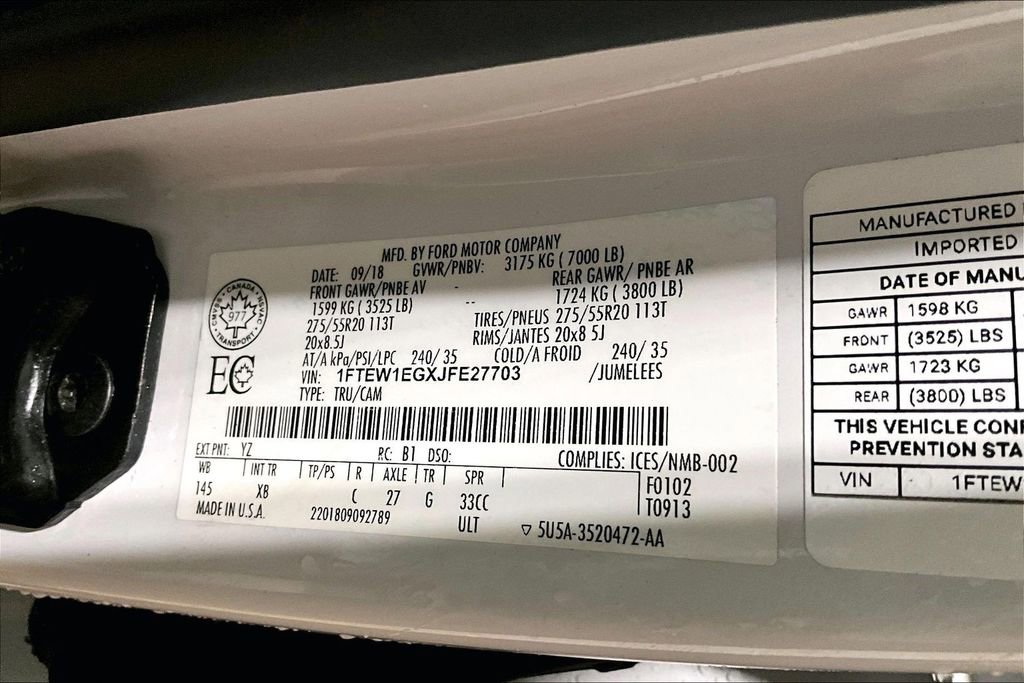 MFD. BY FORD MOTOR COMPANY
DATE: 09/18 GVWR/PNBV: 3175 KG ( 7000 LB)
FRONT GAWR/PNBE AV REAR GAWR/ PNBE AR
1599 KG ( 3525 LB) -- 1724 KG ( 3800 LB)
275/55R20 113T TIRES/PNEUS 275/55R20 113T
20x8.5J RIMS/JANTES 20x8 5J
AT/A kPa/PSI/LPC 240/ 35 COLD/A FROID 240/ 35
VIN: 1FTEW1EGXJFE27703 /JUMELEES
TYPE: TRU/CAM
CMVSS • CANADA • NSVAC
977
• TRANSPORT •
EC
EXT PNT: YZ RC: B1 DSO: COMPLIES: ICES/NMB-002
WB INT TR TP/PS R AXLE TR SPR F0102
145 XB C 27 G 33CC T0913
MADE IN U.S.A. 2201809092789 ULT ▽ 5U5A-3520472-AA
MANUFACTURED
IMPORTED
DATE OF MANU
GAWR 1598 KG
FRONT (3525) LBS
GAWR 1723 KG
REAR (3800) LBS
THIS VEHICLE CONF
PREVENTION STA
VIN 1FTEW